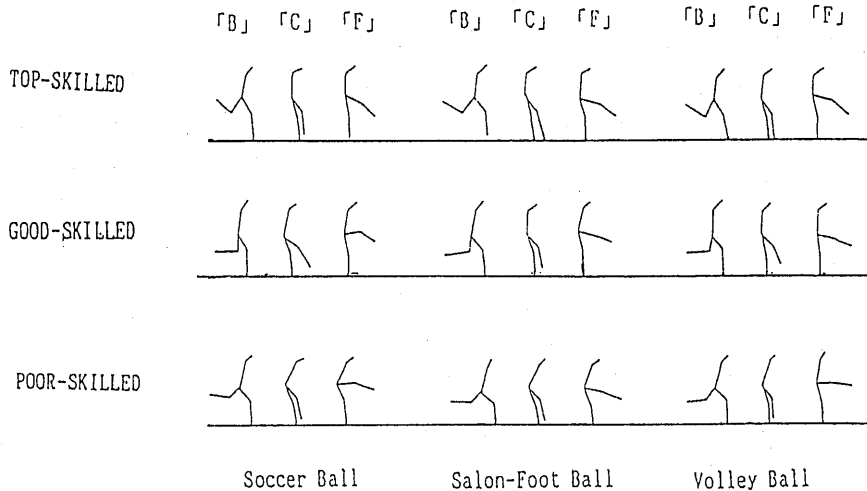 「B」 「C」 「F」 「B」 「C」 「F」 「B」 「C」 「F」
TOP-SKILLED
GOOD-SKILLED
POOR-SKILLED
Soccer Ball Salon-Foot Ball Volley Ball